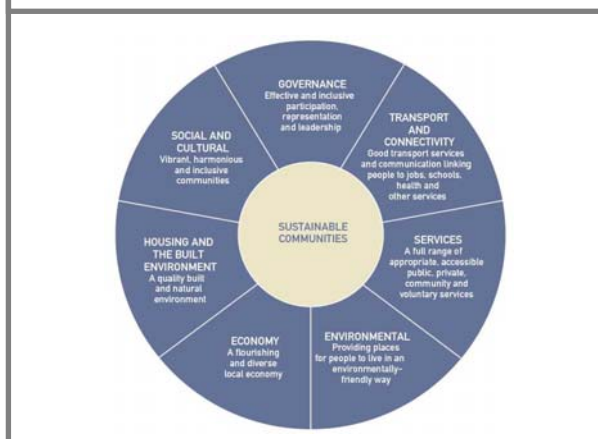 GOVERNANCE
Effective and inclusive
participation,
representation
and leadership
TRANSPORT
AND
CONNECTIVITY
Good transport services
and communication linking
people to jobs, schools,
health and
other services
SERVICES
A full range of
appropriate, accessible
public, private,
community and
voluntary services
ENVIRONMENTAL
Providing places
for people to live in an
environmentally-
friendly way
ECONOMY
A flourishing
and diverse
local economy
HOUSING AND
THE BUILT
ENVIRONMENT
A quality built
and natural
environment
SOCIAL AND
CULTURAL
Vibrant, harmonious
and inclusive
communities
SUSTAINABLE
COMMUNITIES